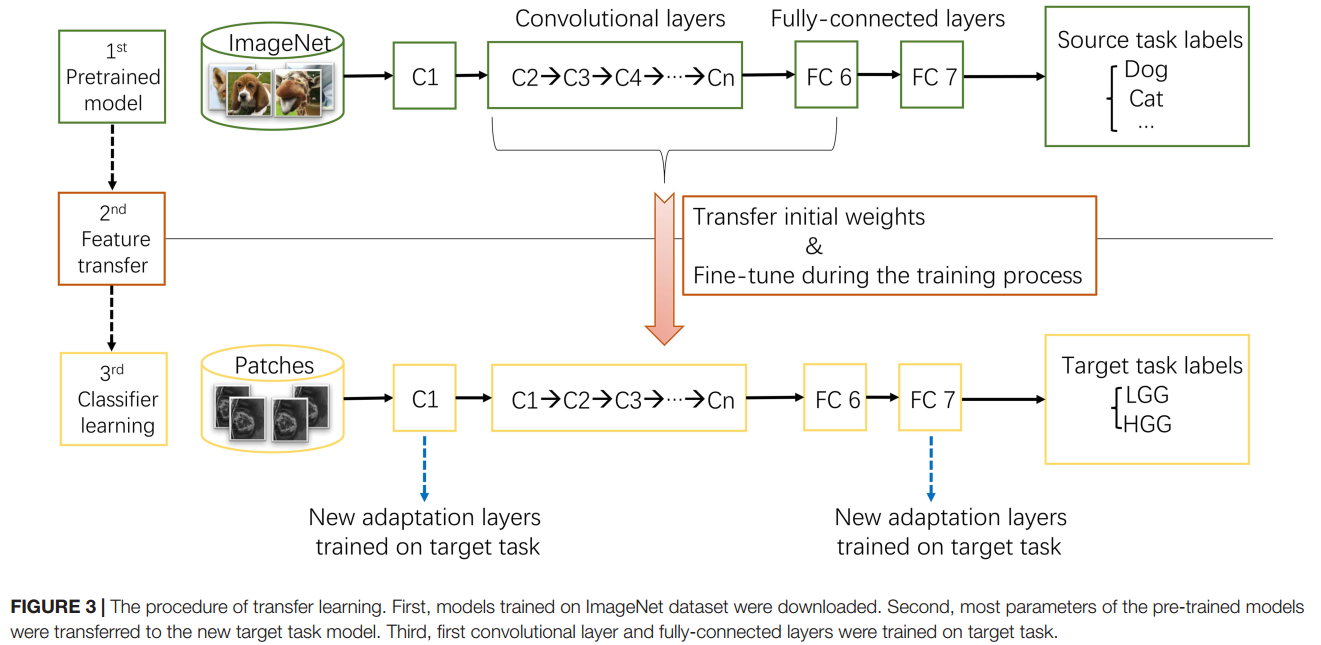 Convolutional layers
Fully-connected layers
1st
Pretrained
model
ImageNet
C1
C2→C3→C4→···→Cn
FC 6
FC 7
Source task labels
Dog
Cat
...
2nd
Feature
transfer
Transfer initial weights
&
Fine-tune during the training process
3rd
Classifier
learning
Patches
C1
C1→C2→C3→···→Cn
FC 6
FC 7
Target task labels
LGG
HGG
New adaptation layers
trained on target task
New adaptation layers
trained on target task
FIGURE 3 | The procedure of transfer learning. First, models trained on ImageNet dataset were downloaded. Second, most parameters of the pre-trained models
were transferred to the new target task model. Third, first convolutional layer and fully-connected layers were trained on target task.